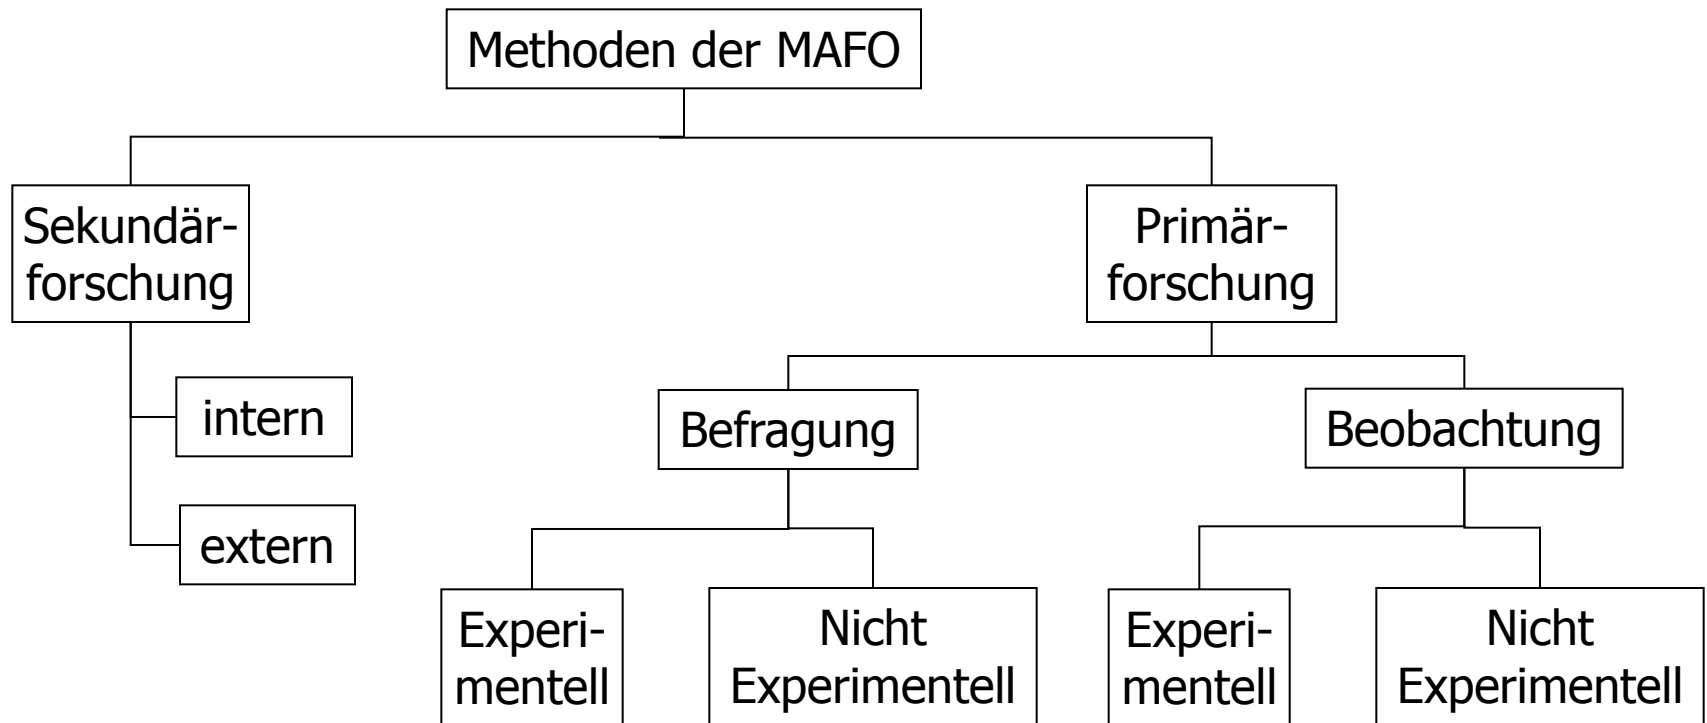 Methoden der MAFO
Sekundär-
forschung
Primär-
forschung
intern
extern
Befragung
Beobachtung
Experi-
mentell
Nicht
Experimentell
Experi-
mentell
Nicht
Experimentell